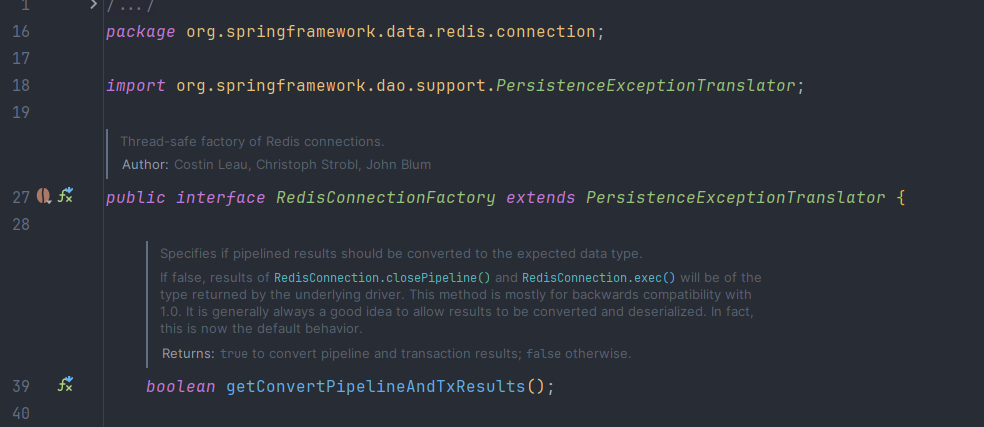 1 > /.../
16 package org.springframework.data.redis.connection;
17
18 import org.springframework.dao.support.PersistenceExceptionTranslator;
19
Thread-safe factory of Redis connections.
Author: Costin Leau, Christoph Strobl, John Blum
27 public interface RedisConnectionFactory extends PersistenceExceptionTranslator {
28
Specifies if pipelined results should be converted to the expected data type.
If false, results of RedisConnection.closePipeline() and RedisConnection.exec() will be of the
type returned by the underlying driver. This method is mostly for backwards compatibility with
1.0. It is generally always a good idea to allow results to be converted and deserialized. In fact,
this is now the default behavior.
Returns: true to convert pipeline and transaction results; false otherwise.
39 boolean getConvertPipelineAndTxResults();
40